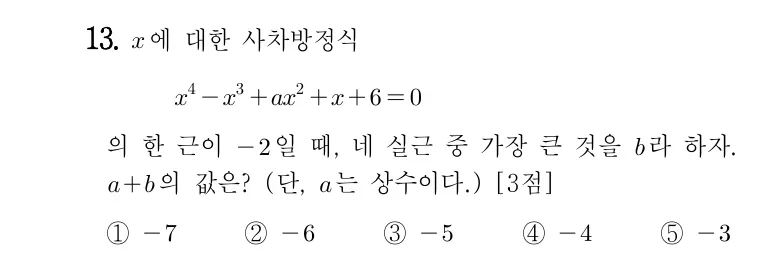 13. x에 대한 사차방정식
x⁴-x³+ax²+x+6=0
의 한 근이 -2일 때, 네 실근 중 가장 큰 것을 b라 하자.
a+b의 값은? (단, a는 상수이다.) [3점]
① -7 ② -6 ③ -5 ④ -4 ⑤ -3